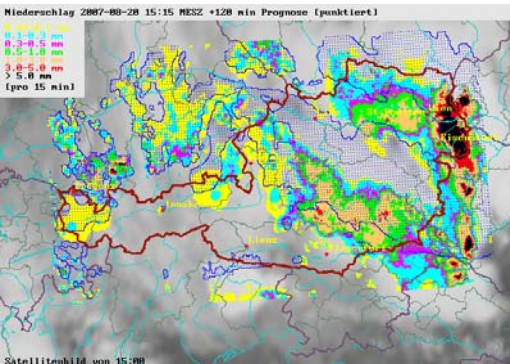 Niederschlag 2007-08-20 15:15 MESZ +120 min Prognose [punktiert]
0.1-0.3 mm
0.3-0.5 mm
0.5-1.0 mm
3.0-5.0 mm
> 5.0 mm
[pro 15 min]
Lienz
Satellitenbild von 15:00